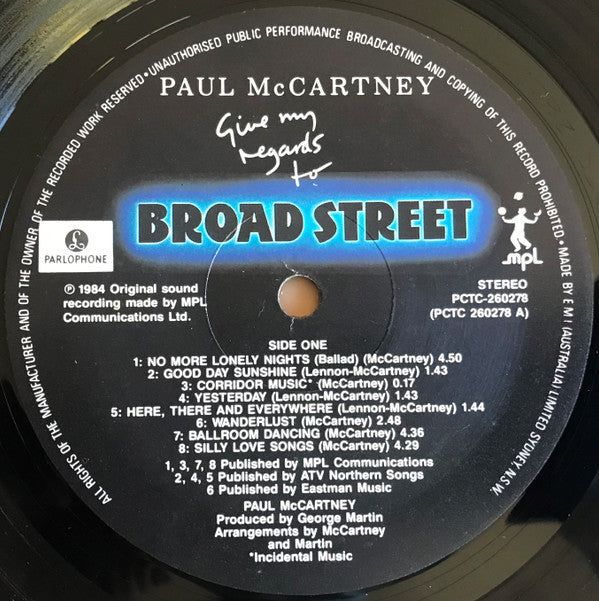 ALL RIGHTS OF THE MANUFACTURER AND OF THE OWNER OF THE RECORDED WORK RESERVED • UNAUTHORISED PUBLIC PERFORMANCE BROADCASTING AND COPYING OF THIS RECORD PROHIBITED • MADE BY E M I (AUSTRALIA) LIMITED SYDNEY, N.S.W.
PAUL McCARTNEY
Give my
regards
to
BROAD STREET
PARLOPHONE
mpl
℗ 1984 Original sound
recording made by MPL
Communications Ltd.
STEREO
PCTC-260278
(PCTC 260278 A)
SIDE ONE
1: NO MORE LONELY NIGHTS (Ballad) (McCartney) 4.50
2: GOOD DAY SUNSHINE (Lennon-McCartney) 1.43
3: CORRIDOR MUSIC* (McCartney) 0.17
4: YESTERDAY (Lennon-McCartney) 1.43
5: HERE, THERE AND EVERYWHERE (Lennon-McCartney) 1.44
6: WANDERLUST (McCartney) 2.48
7: BALLROOM DANCING (McCartney) 4.36
8: SILLY LOVE SONGS (McCartney) 4.29
1, 3, 7, 8 Published by MPL Communications
2, 4, 5 Published by ATV Northern Songs
6 Published by Eastman Music
PAUL McCARTNEY
Produced by George Martin
Arrangements by McCartney
and Martin
*Incidental Music